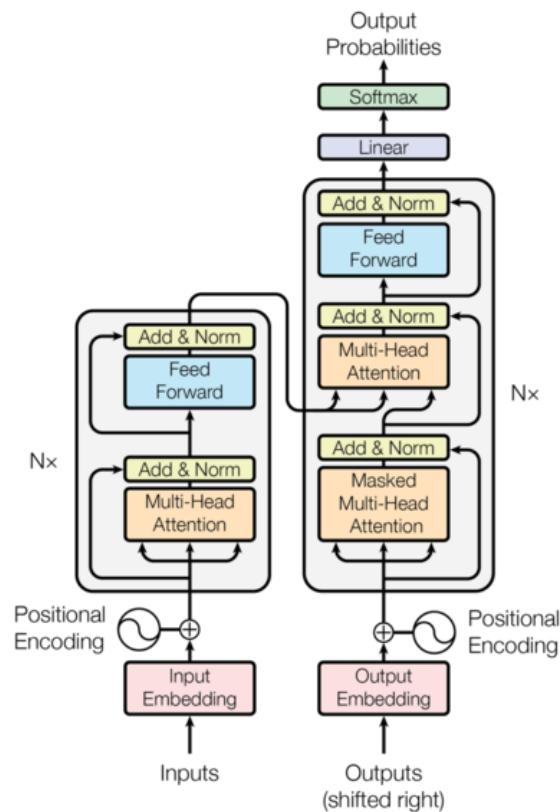 Output
Probabilities
Softmax
Linear
Add & Norm
Feed
Forward
Add & Norm
Multi-Head
Attention
Add & Norm
Masked
Multi-Head
Attention
N×
Add & Norm
Feed
Forward
Add & Norm
Multi-Head
Attention
N×
Positional
Encoding
Positional
Encoding
Input
Embedding
Output
Embedding
Inputs
Outputs
(shifted right)